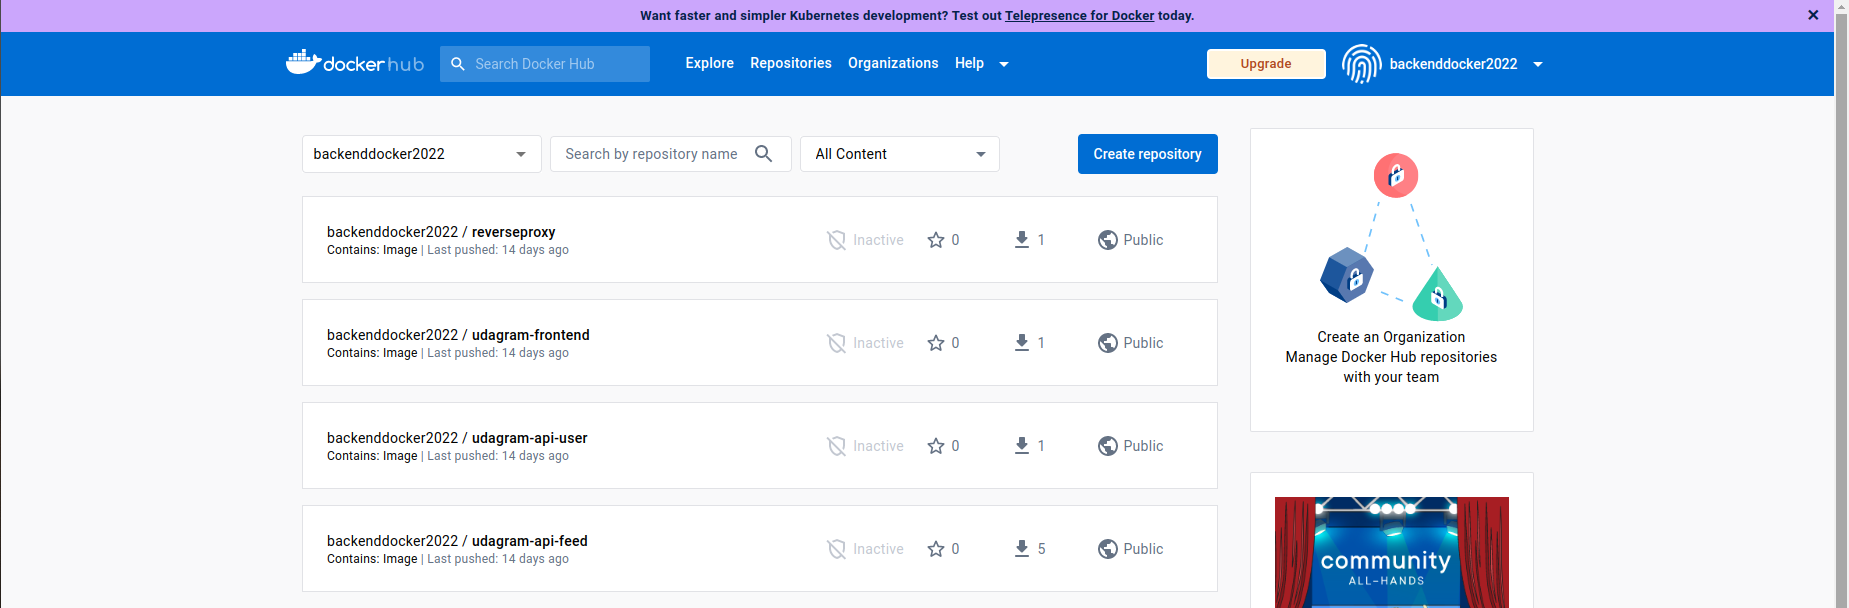 Want faster and simpler Kubernetes development? Test out Telepresence for Docker today.
docker hub
Search Docker Hub
Explore Repositories Organizations Help
Upgrade
backenddocker2022
backenddocker2022
Search by repository name
All Content
Create repository
backenddocker2022 / reverseproxy
Contains: Image | Last pushed: 14 days ago
Inactive 0 1 Public
backenddocker2022 / udagram-frontend
Contains: Image | Last pushed: 14 days ago
Inactive 0 1 Public
backenddocker2022 / udagram-api-user
Contains: Image | Last pushed: 14 days ago
Inactive 0 1 Public
backenddocker2022 / udagram-api-feed
Contains: Image | Last pushed: 14 days ago
Inactive 0 5 Public
Create an Organization
Manage Docker Hub repositories
with your team
community
ALL-HANDS